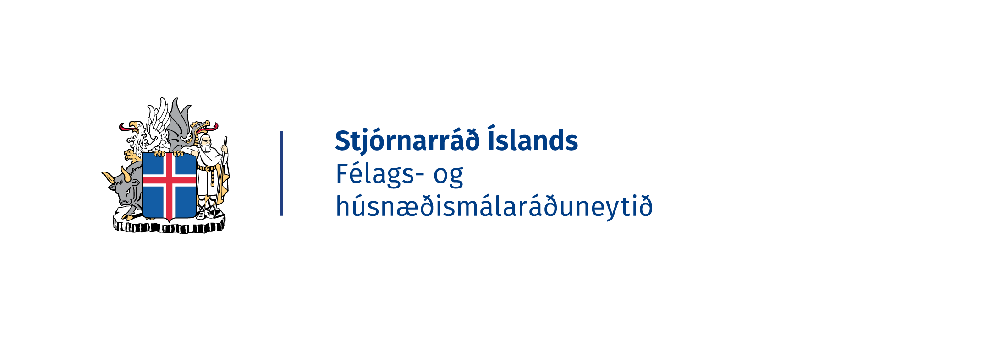 Stjórnarráð Íslands
Félags- og
húsnæðismálaráðuneytið